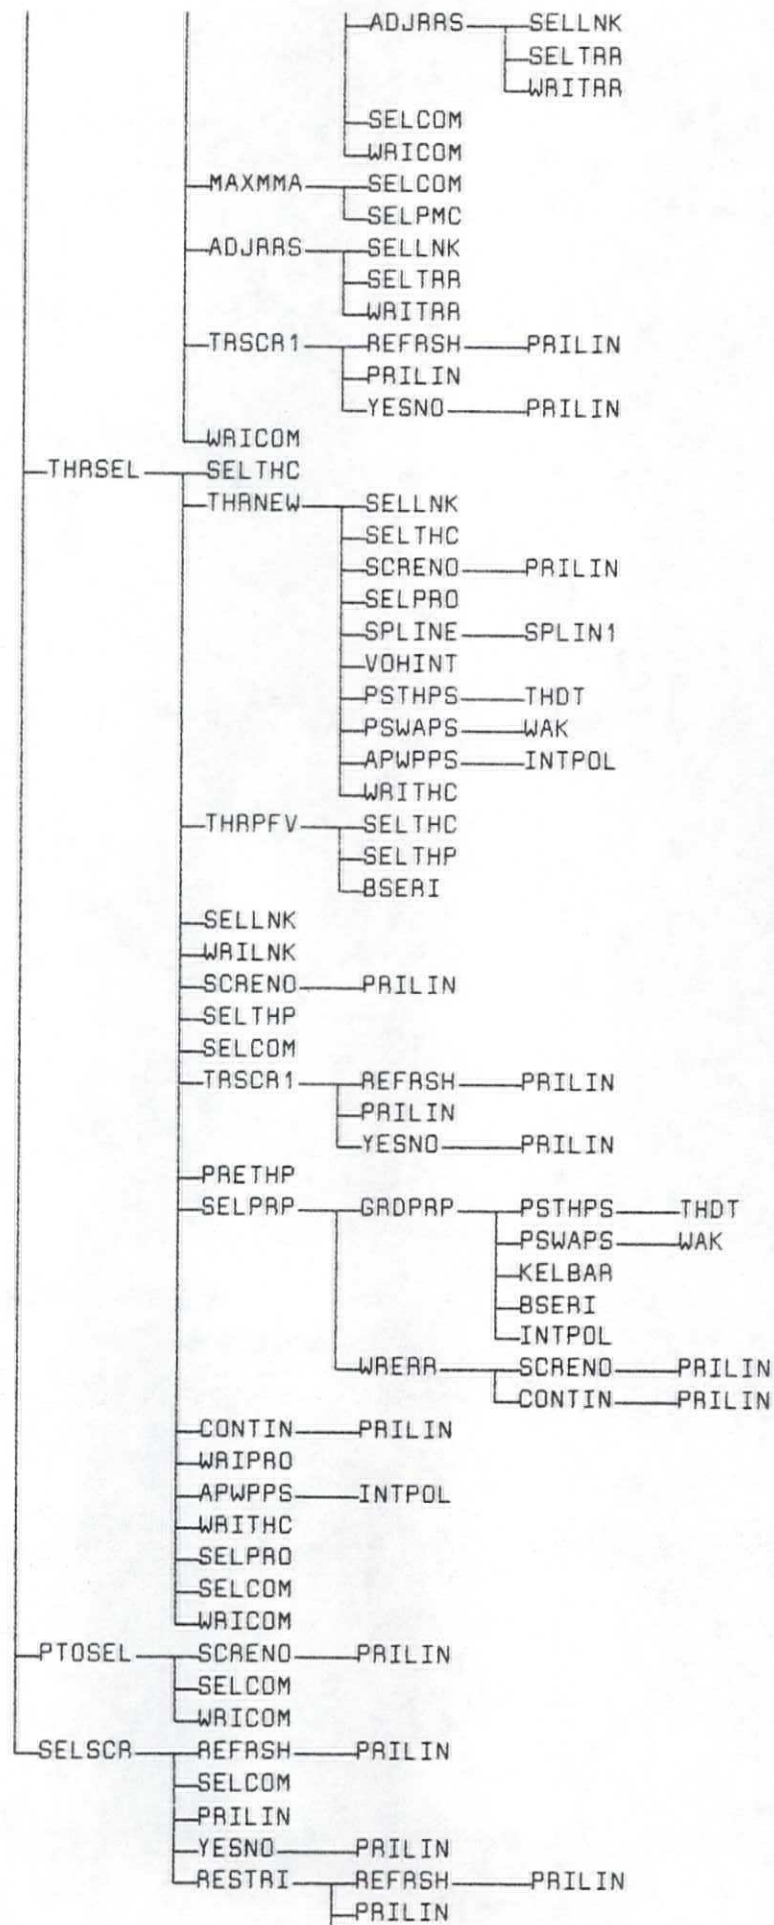 ADJRRS SELLNK
SELTRR
WRITRR
SELCOM
WRICOM
MAXMMA SELCOM
SELPMC
ADJRRS SELLNK
SELTRR
WRITRR
TRSCR1 REFRSH PRILIN
PRILIN
YESNO PRILIN
WRICOM
THRSEL SELTHC
THRNEW SELLNK
SELTHC
SCRENO PRILIN
SELPRO
SPLINE SPLIN1
VOHINT
PSTHPS THDT
PSWAPS WAK
APWPPS INTPOL
WRITHC
THRPFV SELTHC
SELTHP
BSERI
SELLNK
WRILNK
SCRENO PRILIN
SELTHP
SELCOM
TRSCR1 REFRSH PRILIN
PRILIN
YESNO PRILIN
PRETHP
SELPRP GRDPRP PSTHPS THDT
PSWAPS WAK
KELBAR
BSERI
INTPOL
WRERR SCRENO PRILIN
CONTIN PRILIN
CONTIN PRILIN
WRIPRO
APWPPS INTPOL
WRITHC
SELPRO
SELCOM
WRICOM
PTOSEL SCRENO PRILIN
SELCOM
WRICOM
SELSCR REFRSH PRILIN
SELCOM
PRILIN
YESNO PRILIN
RESTRI REFRSH PRILIN
PRILIN